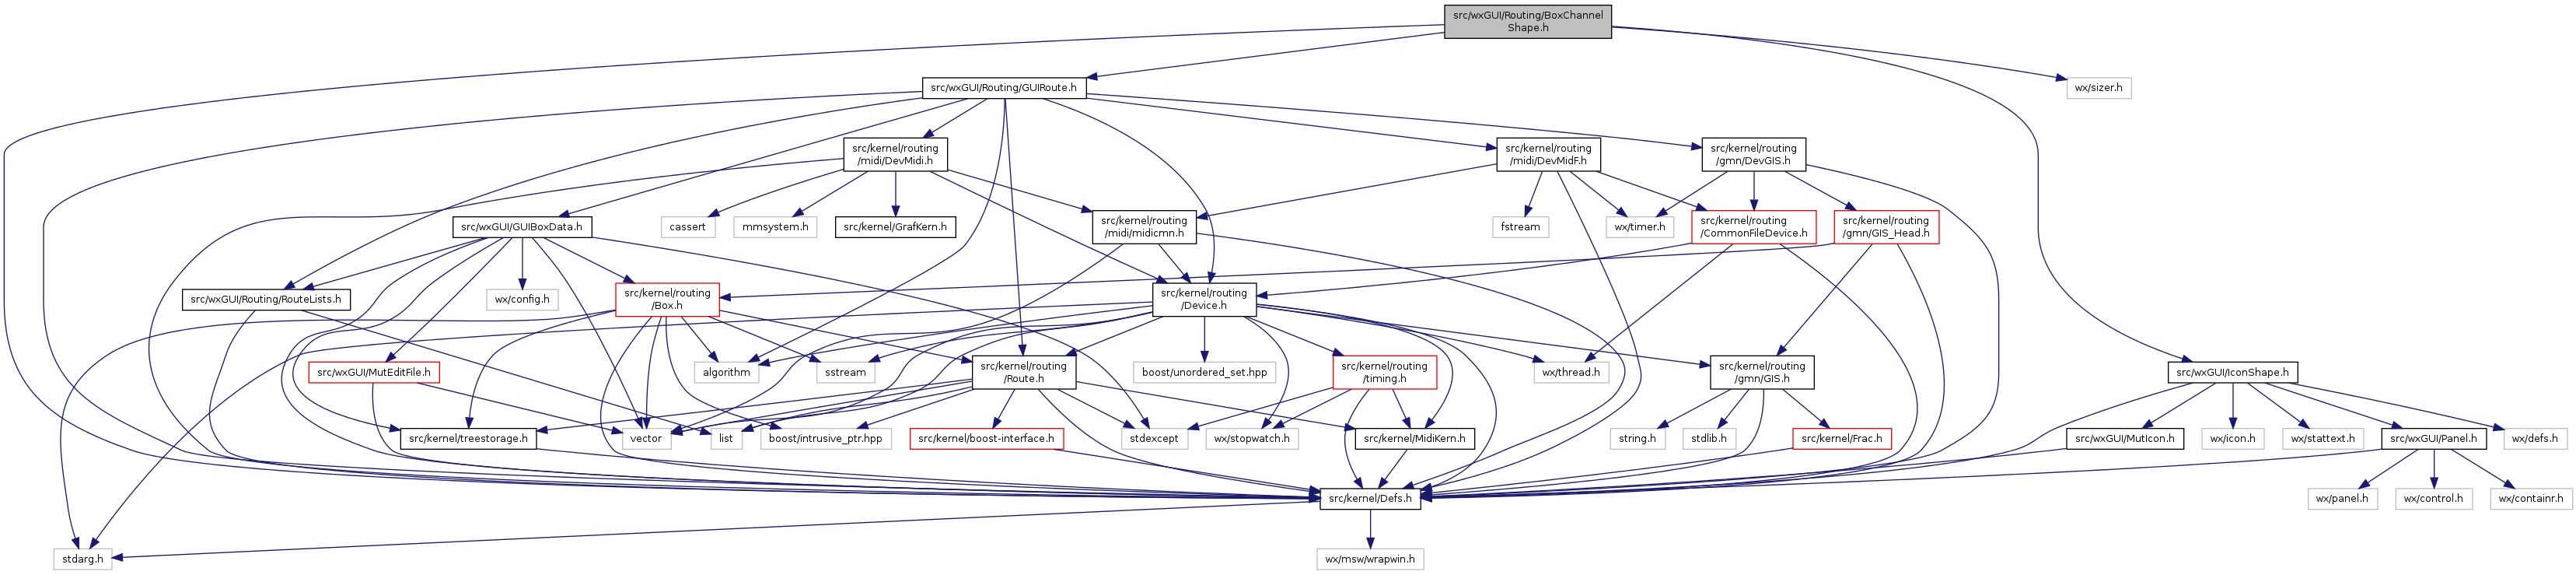 src/wxGUI/Routing/BoxChannel
Shape.h
src/wxGUI/Routing/GUIRoute.h
wx/sizer.h
src/kernel/routing
/midi/DevMidi.h
src/kernel/routing
/midi/DevMidF.h
src/kernel/routing
/gmn/DevGIS.h
src/wxGUI/GUIBoxData.h
cassert
mmsystem.h
src/kernel/GrafKern.h
src/kernel/routing
/midi/midicmn.h
fstream
wx/timer.h
src/kernel/routing
/CommonFileDevice.h
src/kernel/routing
/gmn/GIS_Head.h
src/wxGUI/Routing/RouteLists.h
wx/config.h
src/kernel/routing
/Box.h
src/kernel/routing
/Device.h
src/wxGUI/MutEditFile.h
algorithm
sstream
src/kernel/routing
/Route.h
boost/unordered_set.hpp
src/kernel/routing
/timing.h
wx/thread.h
src/kernel/routing
/gmn/GIS.h
src/wxGUI/IconShape.h
src/kernel/treestorage.h
vector
list
boost/intrusive_ptr.hpp
src/kernel/boost-interface.h
stdexcept
wx/stopwatch.h
src/kernel/MidiKern.h
string.h
stdlib.h
src/kernel/Frac.h
src/wxGUI/MutIcon.h
wx/icon.h
wx/stattext.h
src/wxGUI/Panel.h
wx/defs.h
src/kernel/Defs.h
wx/panel.h
wx/control.h
wx/containr.h
stdarg.h
wx/msw/wrapwin.h